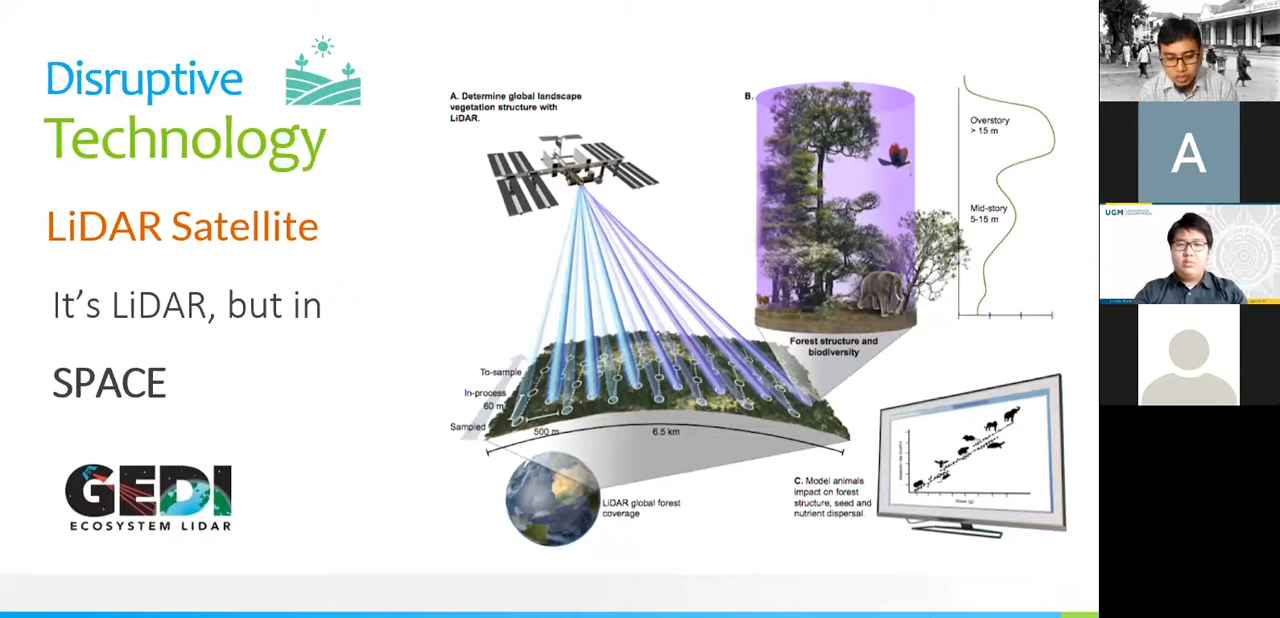 Disruptive
Technology
LiDAR Satellite
It's LiDAR, but in
SPACE
GEDI
ECOSYSTEM LIDAR
A. Determine global landscape
vegetation structure with
LiDAR.
To-sample
In-process
60 m
Sampled
500 m
6.5 km
LiDAR global forest
coverage
B.
Overstory
> 15 m
Mid-story
5-15 m
Forest structure and
biodiversity
C. Model animals
impact on forest
structure, seed and
nutrient dispersal.
A
UGM